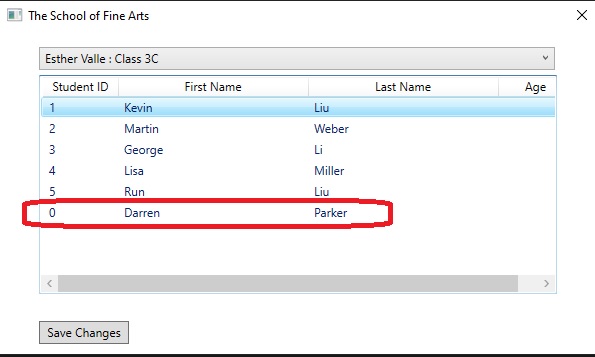 The School of Fine Arts
Esther Valle : Class 3C
Student ID First Name Last Name Age
1 Kevin Liu
2 Martin Weber
3 George Li
4 Lisa Miller
5 Run Liu
0 Darren Parker
Save Changes